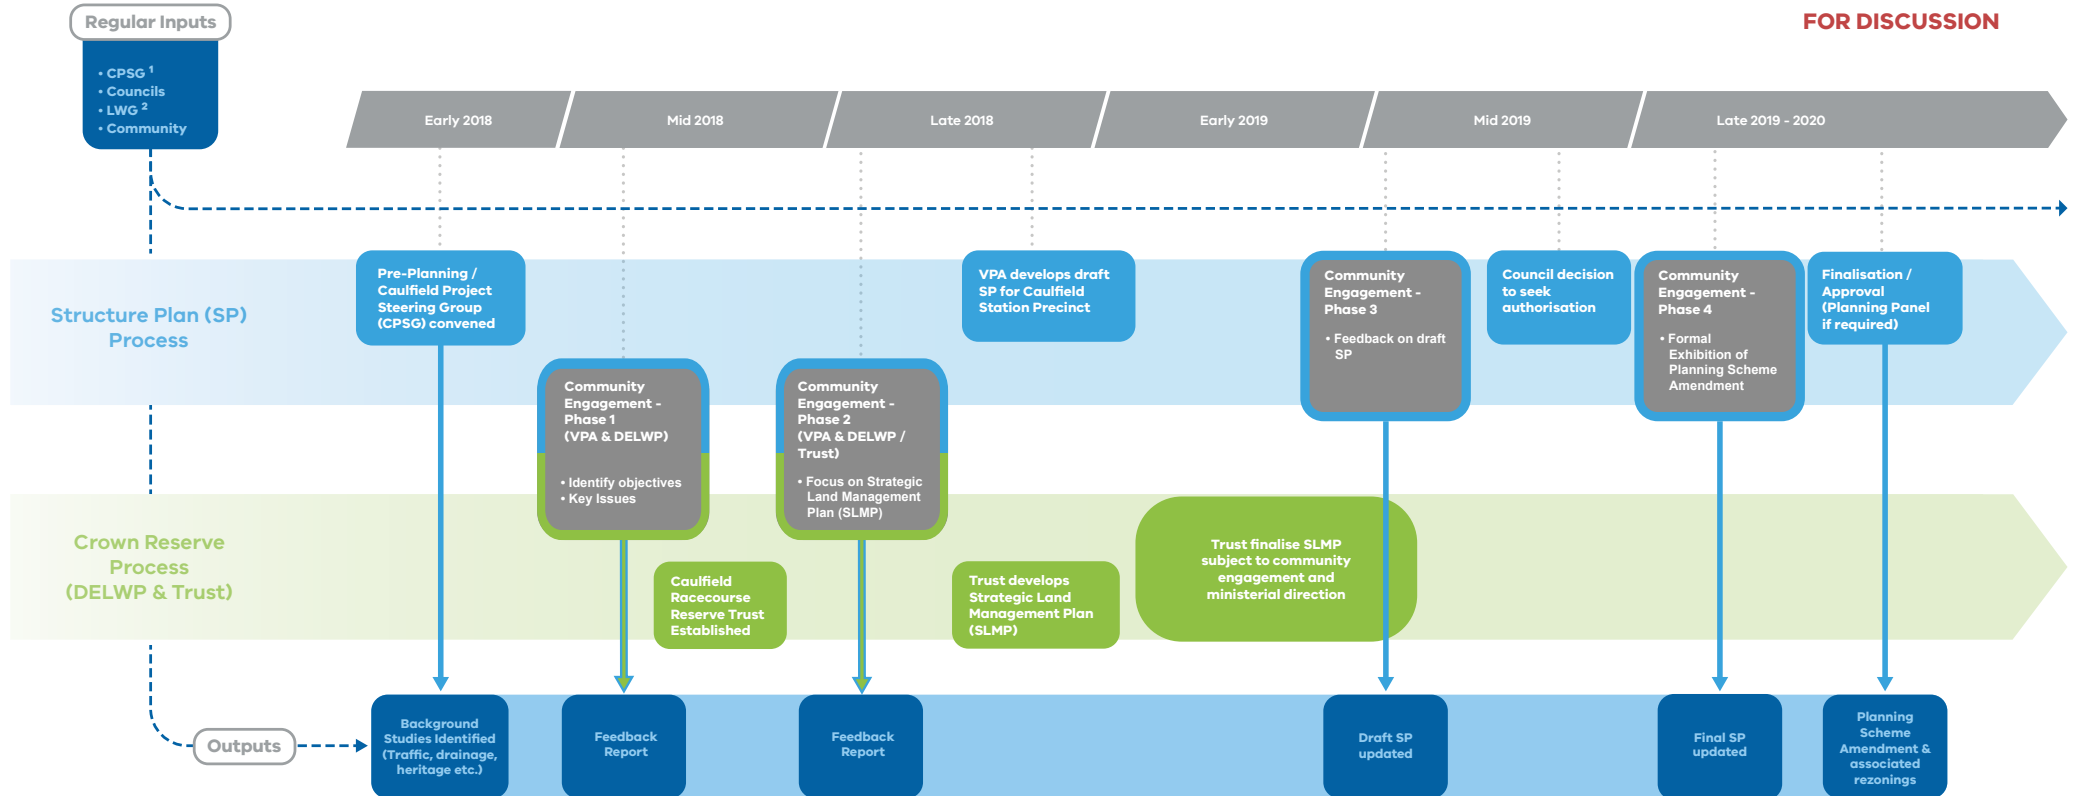 Regular Inputs
FOR DISCUSSION
• CPSG ¹
• Councils
• LWG ²
• Community
Early 2018
Mid 2018
Late 2018
Early 2019
Mid 2019
Late 2019 - 2020
Structure Plan (SP)
Process
Pre-Planning /
Caulfield Project
Steering Group
(CPSG) convened
VPA develops draft
SP for Caulfield
Station Precinct
Community
Engagement -
Phase 3
• Feedback on draft
SP
Council decision
to seek
authorisation
Community
Engagement -
Phase 4
• Formal
Exhibition of
Planning Scheme
Amendment
Finalisation /
Approval
(Planning Panel
if required)
Community
Engagement -
Phase 1
(VPA & DELWP)
• Identify objectives
• Key Issues
Community
Engagement -
Phase 2
(VPA & DELWP /
Trust)
• Focus on Strategic
Land Management
Plan (SLMP)
Crown Reserve
Process
(DELWP & Trust)
Caulfield
Racecourse
Reserve Trust
Established
Trust develops
Strategic Land
Management Plan
(SLMP)
Trust finalise SLMP
subject to community
engagement and
ministerial direction
Outputs
Background
Studies Identified
(Traffic, drainage,
heritage etc.)
Feedback
Report
Feedback
Report
Draft SP
updated
Final SP
updated
Planning
Scheme
Amendment &
associated
rezonings